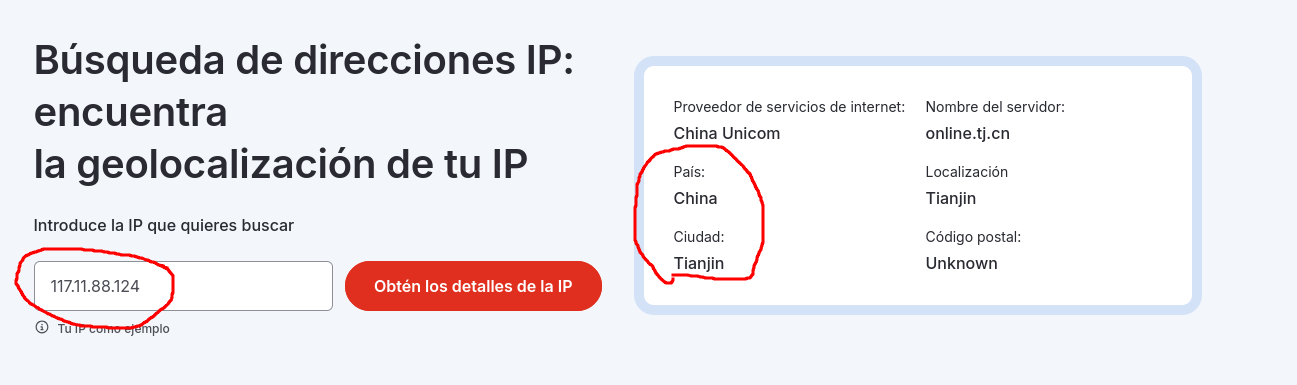 Búsqueda de direcciones IP:
encuentra
la geolocalización de tu IP
Introduce la IP que quieres buscar
117.11.88.124
Obtén los detalles de la IP
Tu IP como ejemplo
Proveedor de servicios de internet:
China Unicom
Nombre del servidor:
online.tj.cn
País:
China
Localización
Tianjin
Ciudad:
Tianjin
Código postal:
Unknown